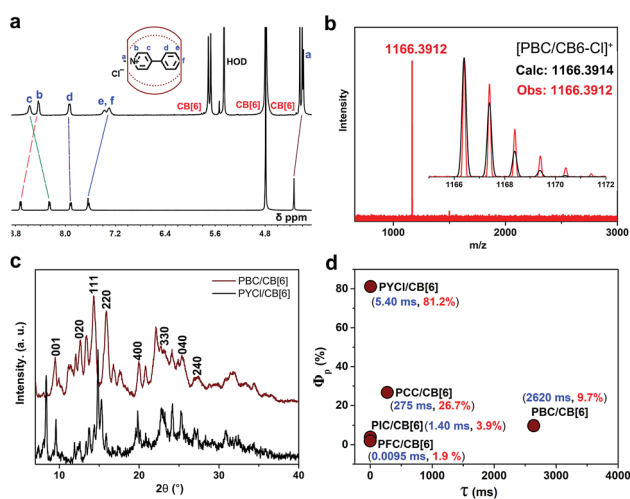 a
a b c d e
N+ f
Cl−
HOD
a
c b d e, f
CB[6] CB[6] CB[6]
δ ppm
8.8 8.0 7.2 6.4 5.6 4.8
b
1166.3912
[PBC/CB6-Cl]+
Calc: 1166.3914
Obs: 1166.3912
Intensity
1166 1168 1170 1172
1000 2000 3000
m/z
c
PBC/CB[6]
PYCl/CB[6]
001 020 111 220 400 330 040 240
Intensity. (a. u.)
10 20 30 40
2θ (°)
d
PYCl/CB[6]
(5.40 ms, 81.2%)
PCC/CB[6]
(275 ms, 26.7%)
(2620 ms, 9.7%)
PBC/CB[6]
PIC/CB[6] (1.40 ms, 3.9%)
PFC/CB[6]
(0.0095 ms, 1.9 %)
Φp (%)
80
60
40
20
0
0 1000 2000 3000 4000
τ (ms)